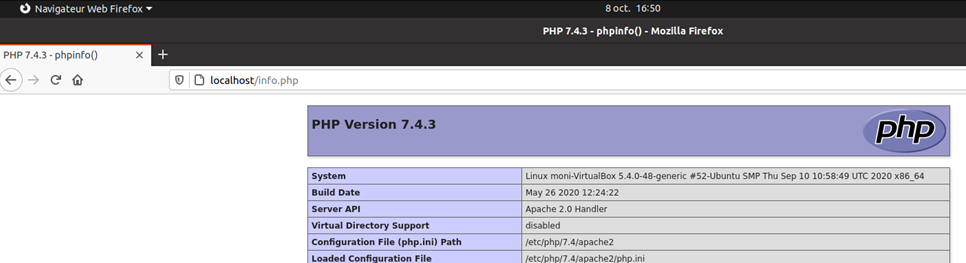 Navigateur Web Firefox
8 oct. 16:50
PHP 7.4.3 - phpinfo() - Mozilla Firefox
PHP 7.4.3 - phpinfo()
localhost/info.php
PHP Version 7.4.3
php
System Linux moni-VirtualBox 5.4.0-48-generic #52-Ubuntu SMP Thu Sep 10 10:58:49 UTC 2020 x86_64
Build Date May 26 2020 12:24:22
Server API Apache 2.0 Handler
Virtual Directory Support disabled
Configuration File (php.ini) Path /etc/php/7.4/apache2
Loaded Configuration File /etc/php/7.4/apache2/php.ini